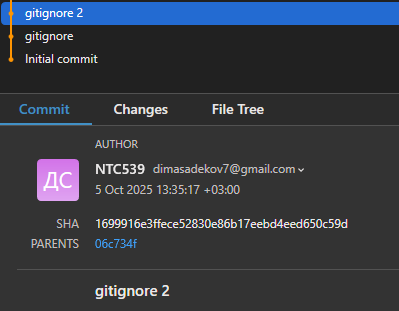 gitignore 2
gitignore
Initial commit
Commit Changes File Tree
AUTHOR
ДС
NTC539 dimasadekov7@gmail.com
5 Oct 2025 13:35:17 +03:00
SHA 1699916e3ffece52830e86b17eebd4eed650c59d
PARENTS 06c734f
gitignore 2